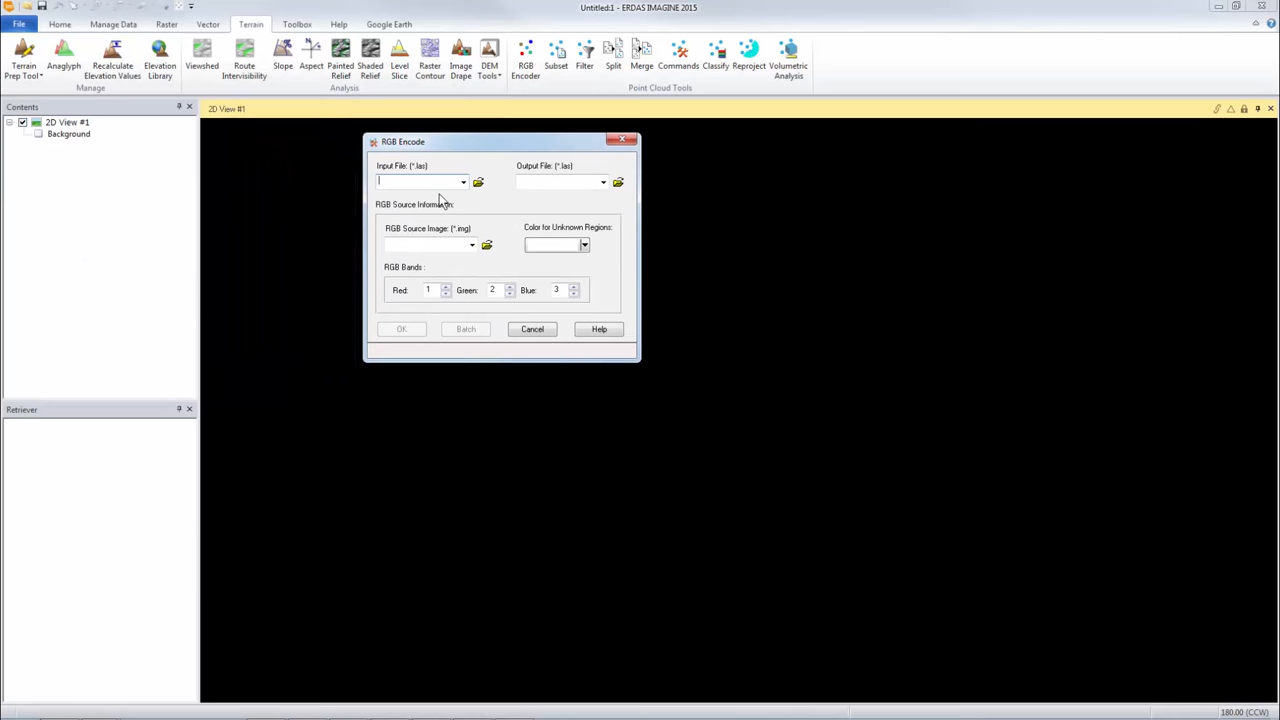 Untitled:1 - ERDAS IMAGINE 2015
File Home Manage Data Raster Vector Terrain Toolbox Help Google Earth
Terrain Prep Tool Anaglyph Recalculate Elevation Values Elevation Library Viewshed Route Intervisibility Slope Aspect Painted Relief Shaded Relief Level Slice Raster Contour Image Drape DEM Tools RGB Encoder Subset Filter Split Merge Commands Classify Reproject Volumetric Analysis
Manage Analysis Point Cloud Tools
Contents 2D View #1
2D View #1
Background
RGB Encode
Input File: (*.las) Output File: (*.las)
RGB Source Information:
RGB Source Image: (*.img) Color for Unknown Regions:
RGB Bands :
Red: 1 Green: 2 Blue: 3
OK Batch Cancel Help
Retriever
180.00 (CCW)